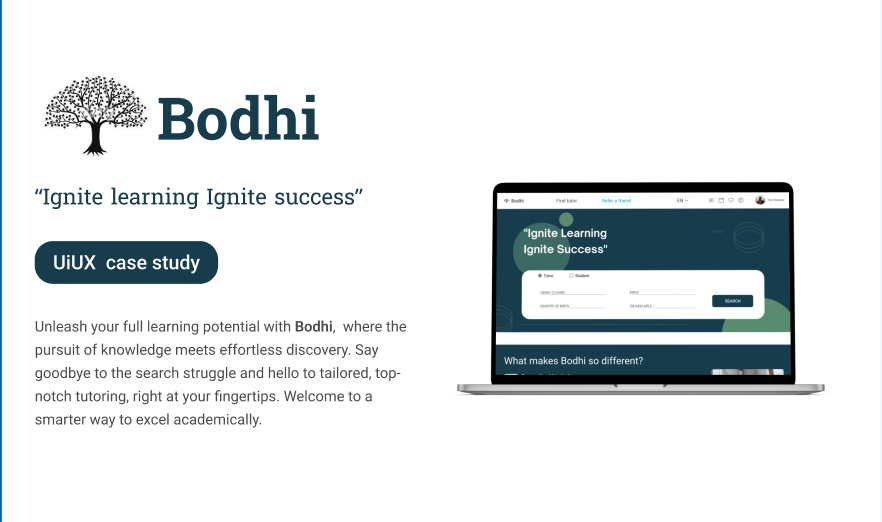 Bodhi
“Ignite learning Ignite success”
UiUX case study
Unleash your full learning potential with Bodhi, where the
pursuit of knowledge meets effortless discovery. Say
goodbye to the search struggle and hello to tailored, top-
notch tutoring, right at your fingertips. Welcome to a
smarter way to excel academically.
Bodhi Find tutor Refer a friend EN
“Ignite Learning
Ignite Success”
Tutor Student
I WANT TO LEARN PRICE
SEARCH
COUNTRY OF BIRTH I'M AVAILABLE
What makes Bodhi so different?